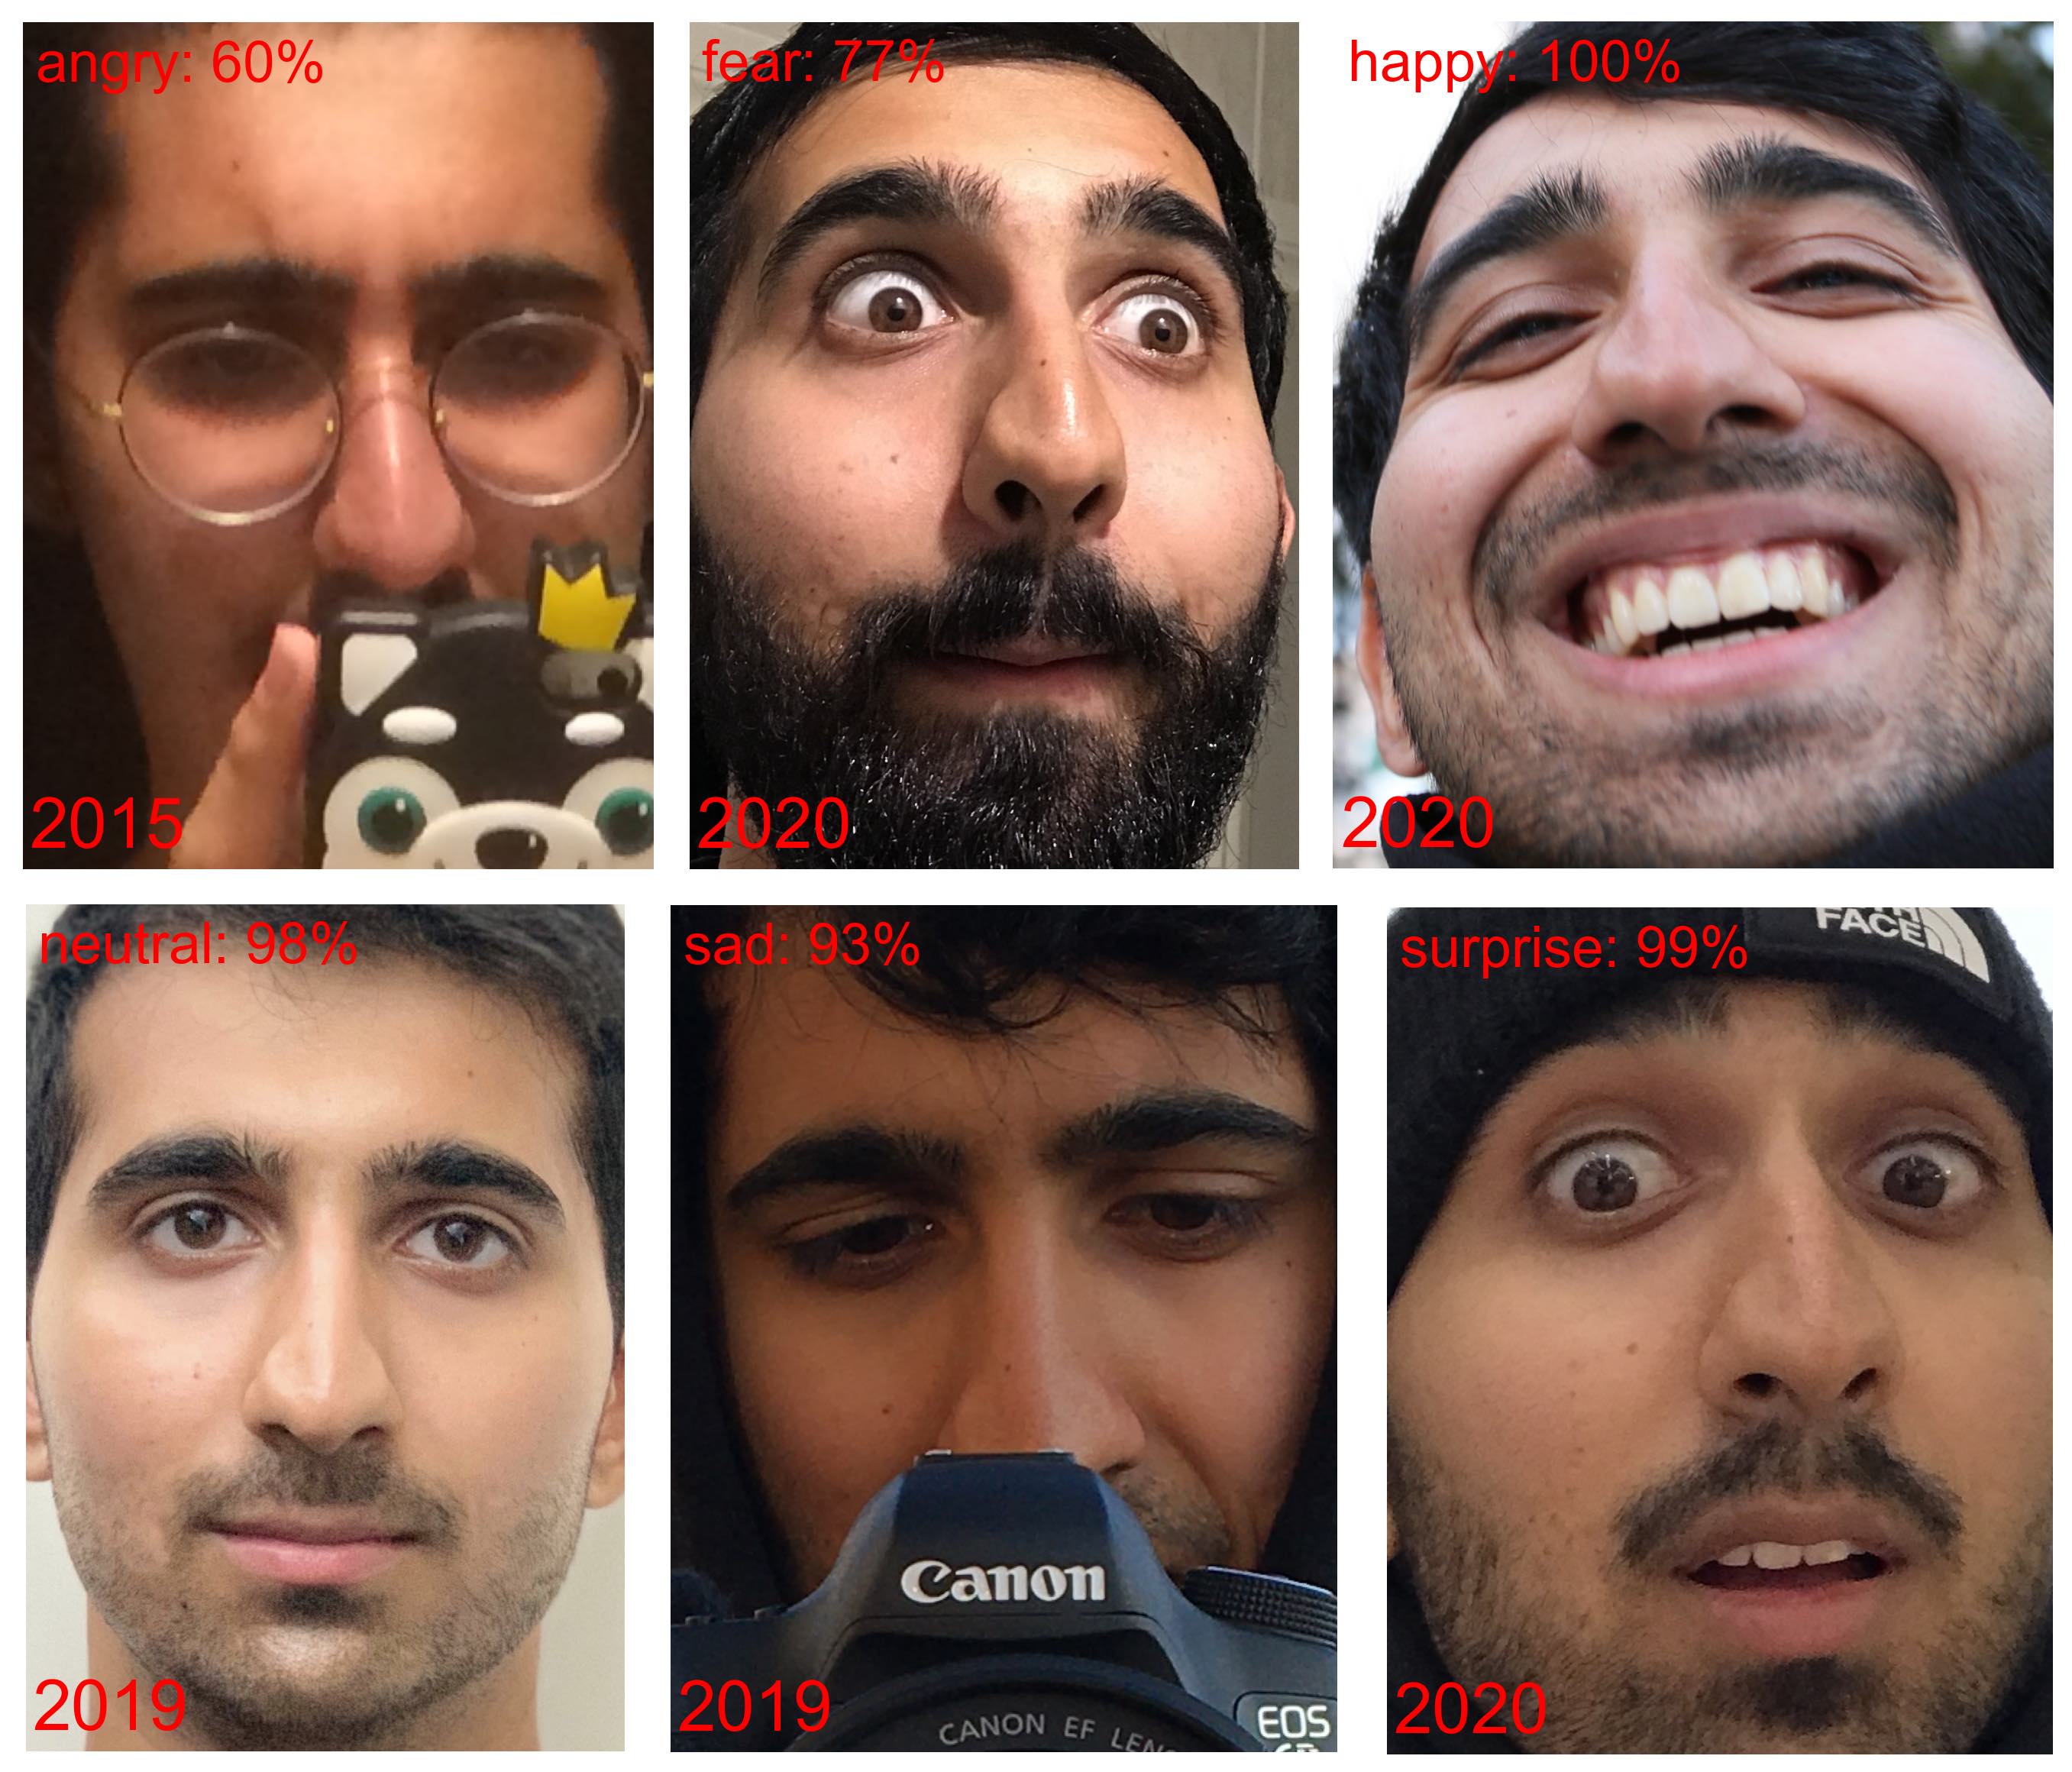 angry: 60%
fear: 77%
happy: 100%
2015
2020
2020
neutral: 98%
sad: 93%
surprise: 99%
FACE
Canon
CANON EF LENS
EOS
2019
2019
2020